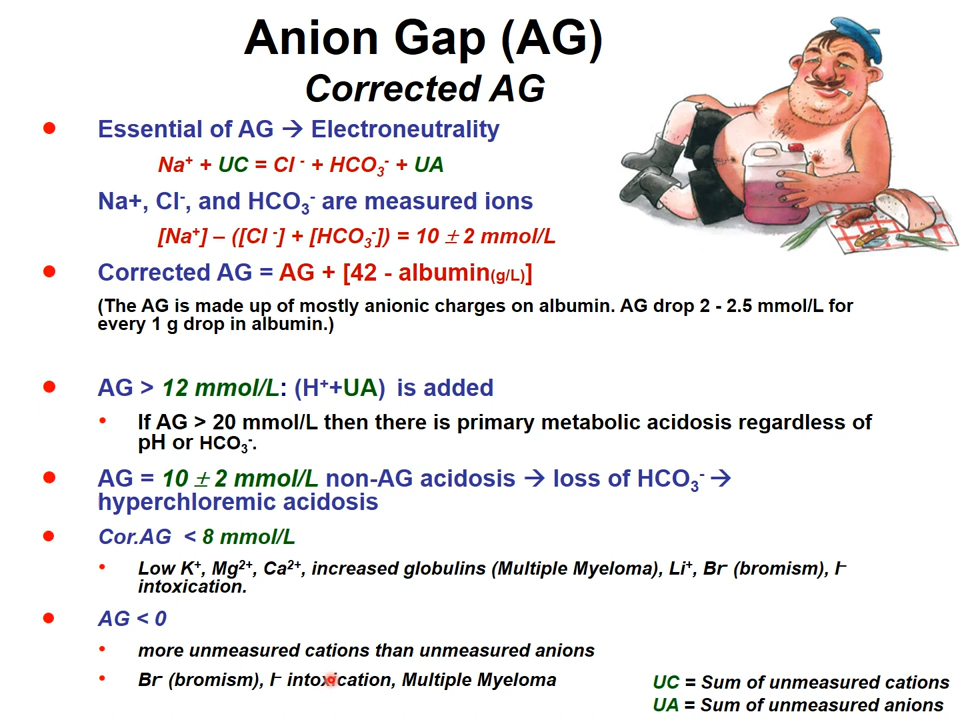 Anion Gap (AG)
Corrected AG
● Essential of AG → Electroneutrality
Na⁺ + UC = Cl ⁻ + HCO₃⁻ + UA
Na+, Cl⁻, and HCO₃⁻ are measured ions
[Na⁺] – ([Cl ⁻] + [HCO₃⁻]) = 10 ± 2 mmol/L
● Corrected AG = AG + [42 - albumin(g/L)]
(The AG is made up of mostly anionic charges on albumin. AG drop 2 - 2.5 mmol/L for
every 1 g drop in albumin.)
● AG > 12 mmol/L: (H⁺+UA) is added
• If AG > 20 mmol/L then there is primary metabolic acidosis regardless of
pH or HCO₃⁻.
● AG = 10 ± 2 mmol/L non-AG acidosis → loss of HCO₃⁻ →
hyperchloremic acidosis
● Cor.AG < 8 mmol/L
• Low K⁺, Mg²⁺, Ca²⁺, increased globulins (Multiple Myeloma), Li⁺, Br⁻ (bromism), I⁻
intoxication.
● AG < 0
• more unmeasured cations than unmeasured anions
• Br⁻ (bromism), I⁻ intoxication, Multiple Myeloma
UC = Sum of unmeasured cations
UA = Sum of unmeasured anions